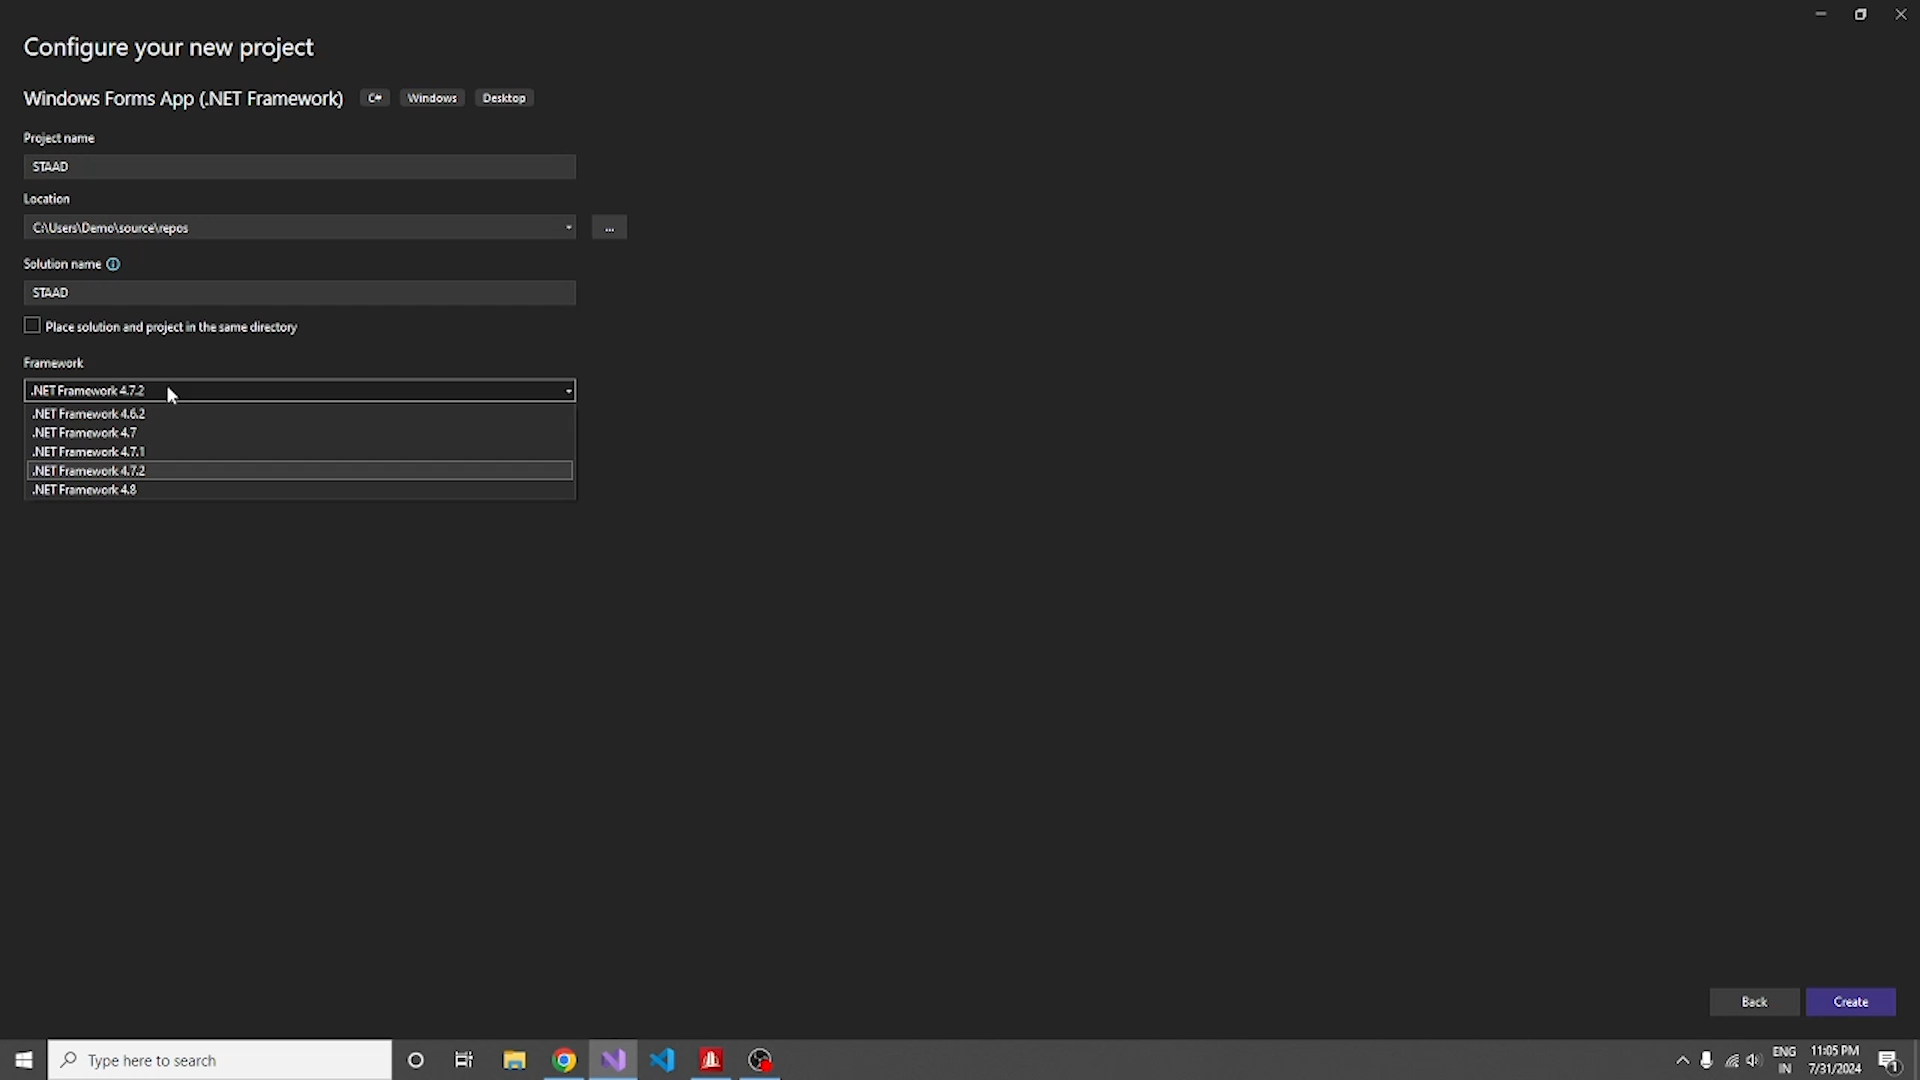 Configure your new project
Windows Forms App (.NET Framework) C# Windows Desktop
Project name
STAAD
Location
C:\Users\Demo\source\repos ...
Solution name
STAAD
Place solution and project in the same directory
Framework
.NET Framework 4.7.2
.NET Framework 4.6.2
.NET Framework 4.7
.NET Framework 4.7.1
.NET Framework 4.7.2
.NET Framework 4.8
Back Create
Type here to search
ENG 11:05 PM
IN 7/31/2024 1